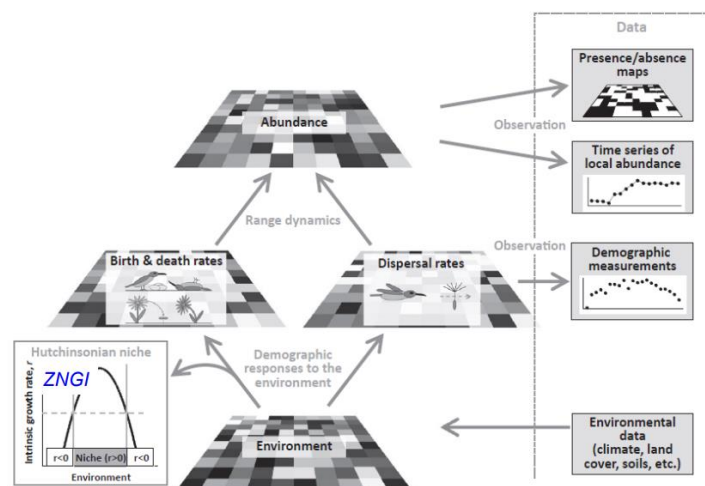 Data
Presence/absence
maps
Abundance
Observation
Time series of
local abundance
Range dynamics
Birth & death rates
Dispersal rates
Observation
Demographic
measurements
Hutchinsonian niche
Demographic
responses to the
environment
ZNGI
Intrinsic growth rate, r
r<0
Niche (r>0)
r<0
Environment
Environment
Environmental
data
(climate, land
cover, soils, etc.)